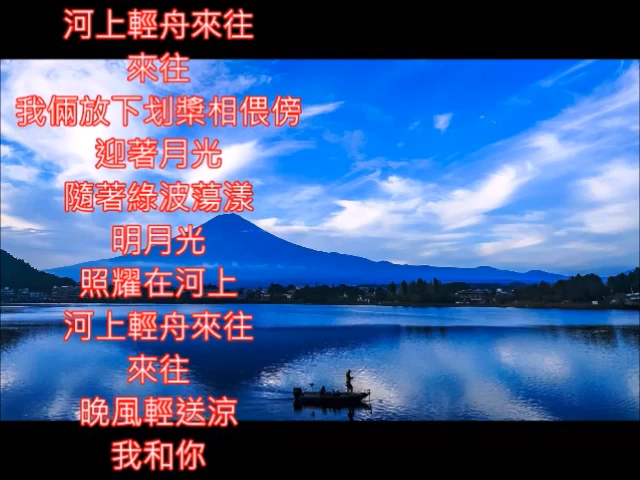 河上輕舟來往
來往
我倆放下划槳相偎傍
迎著月光
隨著綠波蕩漾
明月光
照耀在河上
河上輕舟來往
來往
晚風輕送涼
我和你